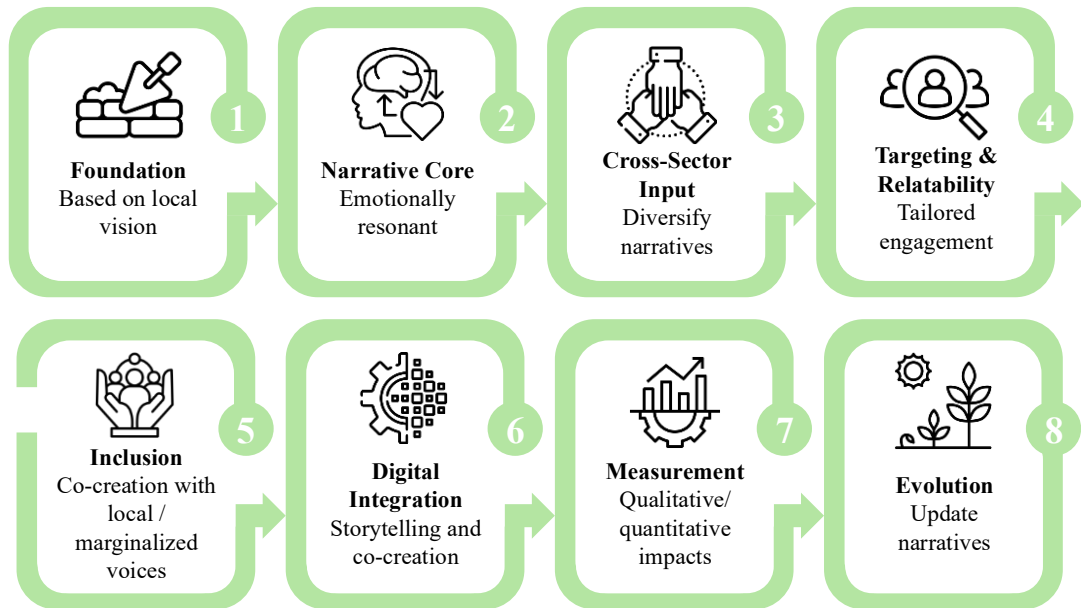 1
Foundation
Based on local
vision
2
Narrative Core
Emotionally
resonant
3
Cross-Sector
Input
Diversify
narratives
4
Targeting &
Relatability
Tailored
engagement
5
Inclusion
Co-creation with
local /
marginalized
voices
6
Digital
Integration
Storytelling and
co-creation
7
Measurement
Qualitative/
quantitative
impacts
8
Evolution
Update
narratives